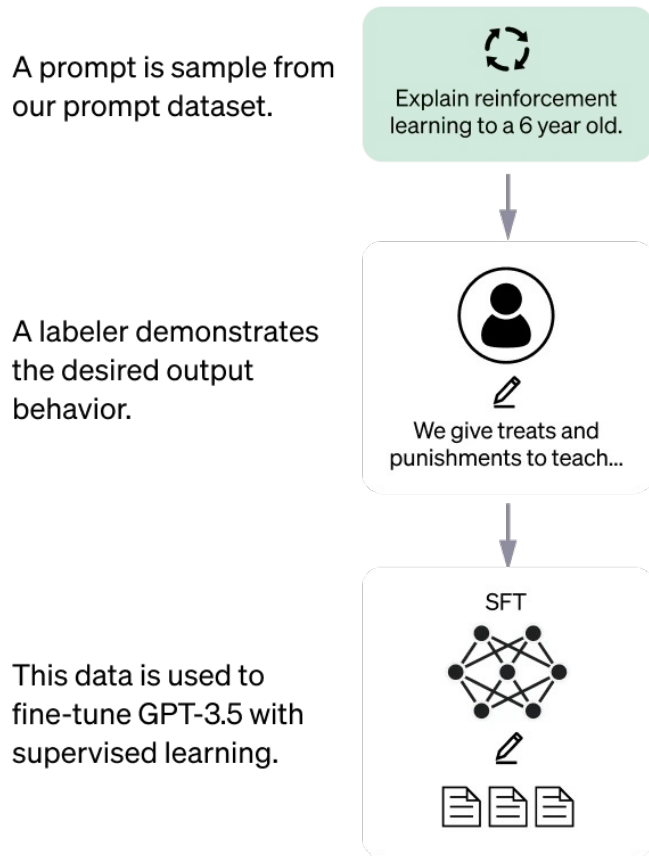 A prompt is sample from
our prompt dataset.
Explain reinforcement
learning to a 6 year old.
A labeler demonstrates
the desired output
behavior.
We give treats and
punishments to teach...
This data is used to
fine-tune GPT-3.5 with
supervised learning.
SFT